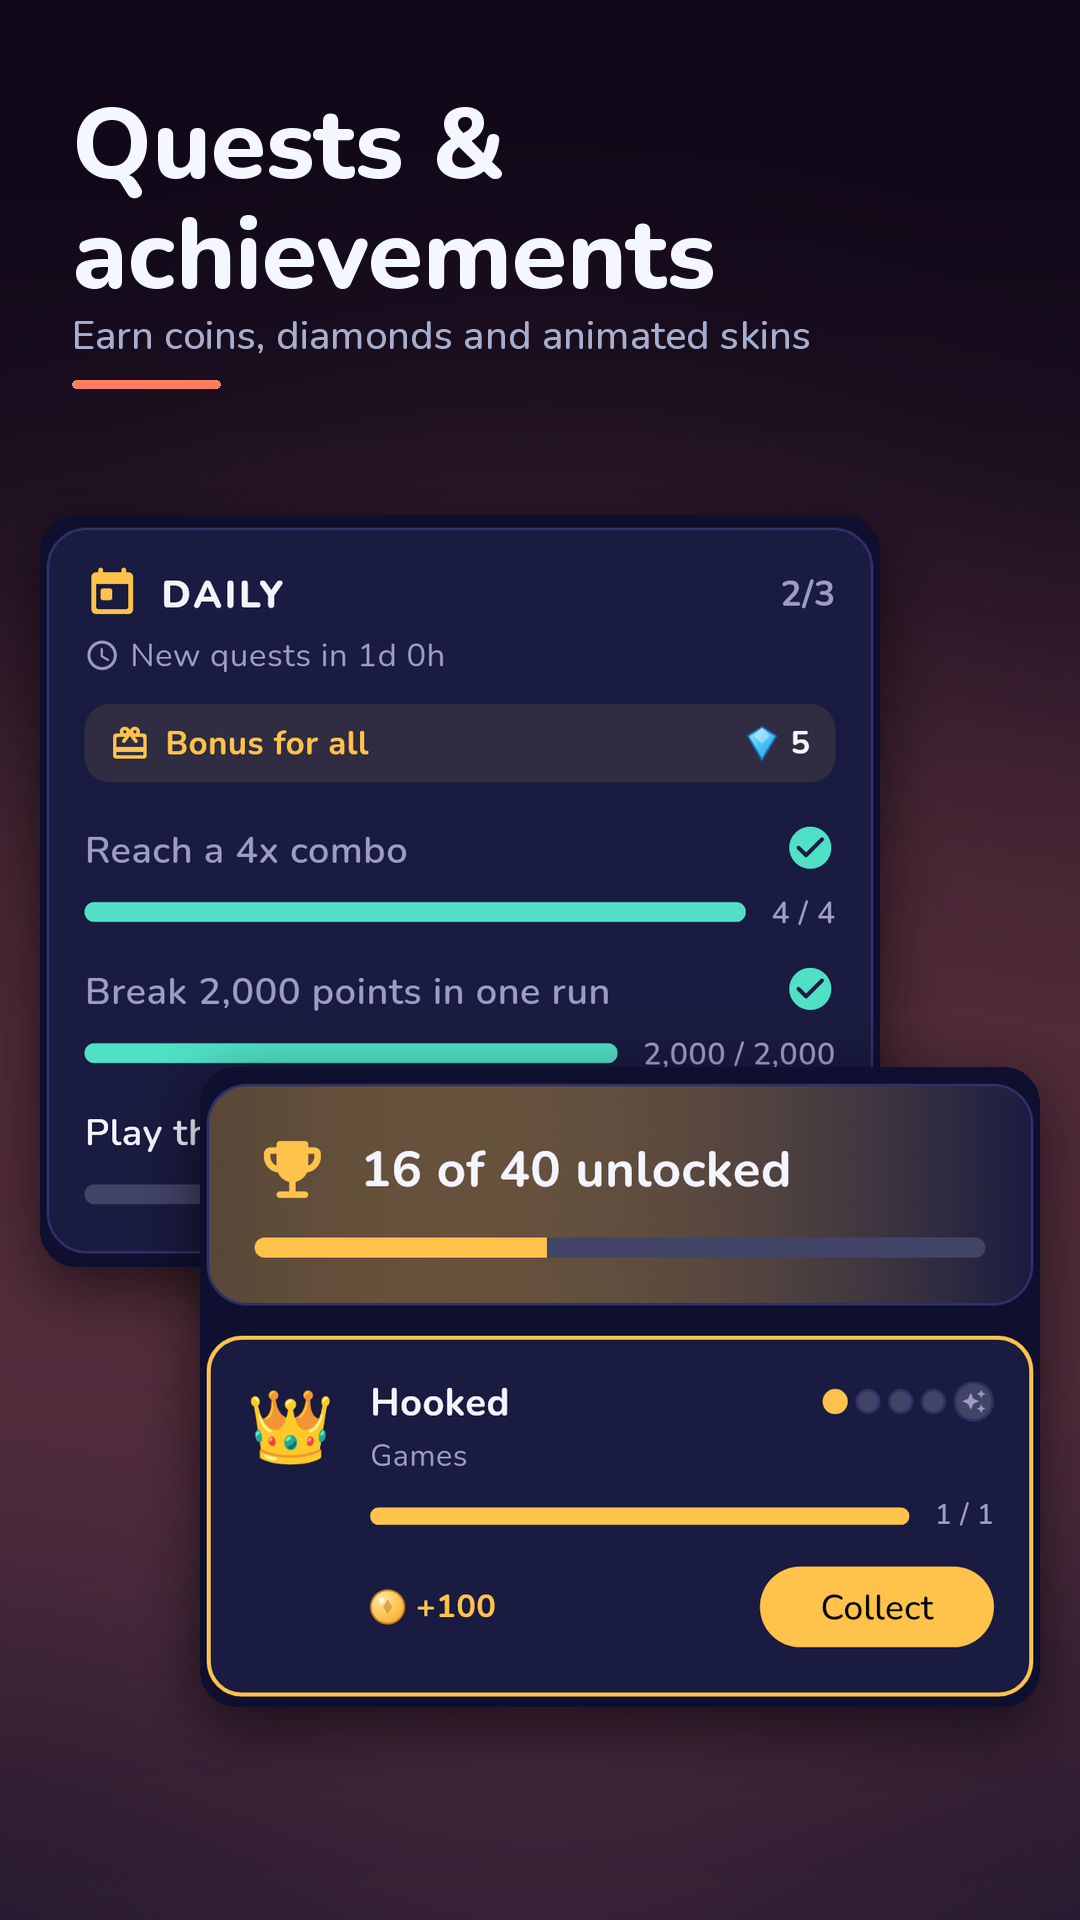 Quests &
achievements
Earn coins, diamonds and animated skins
DAILY
2/3
New quests in 1d 0h
Bonus for all
5
Reach a 4x combo
4 / 4
Break 2,000 points in one run
2,000 / 2,000
Play
16 of 40 unlocked
Hooked
Games
1 / 1
+100
Collect